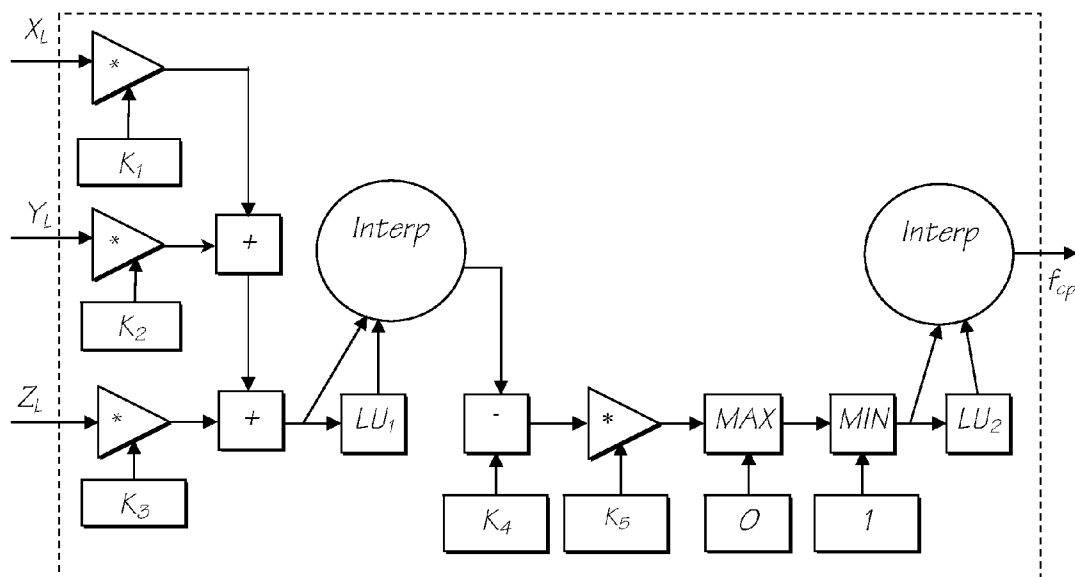 X_L
*
K_1
Y_L
*
+
Interp
Interp
f_cp
K_2
Z_L
*
+
LU_1
-
*
MAX
MIN
LU_2
K_3
K_4
K_5
0
1